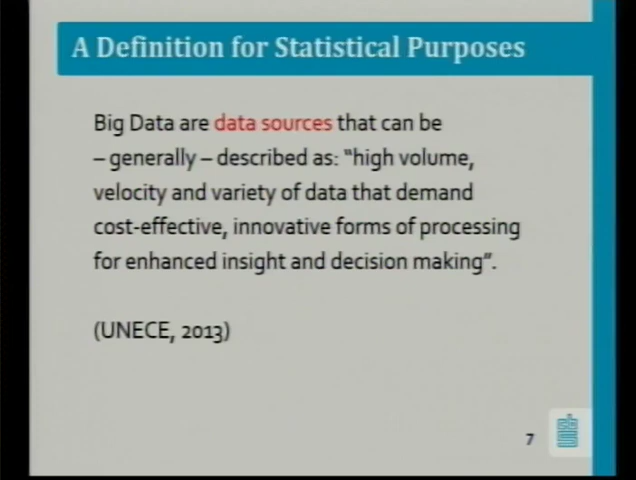 A Definition for Statistical Purposes
Big Data are data sources that can be
– generally – described as: "high volume,
velocity and variety of data that demand
cost-effective, innovative forms of processing
for enhanced insight and decision making".
(UNECE, 2013)
7